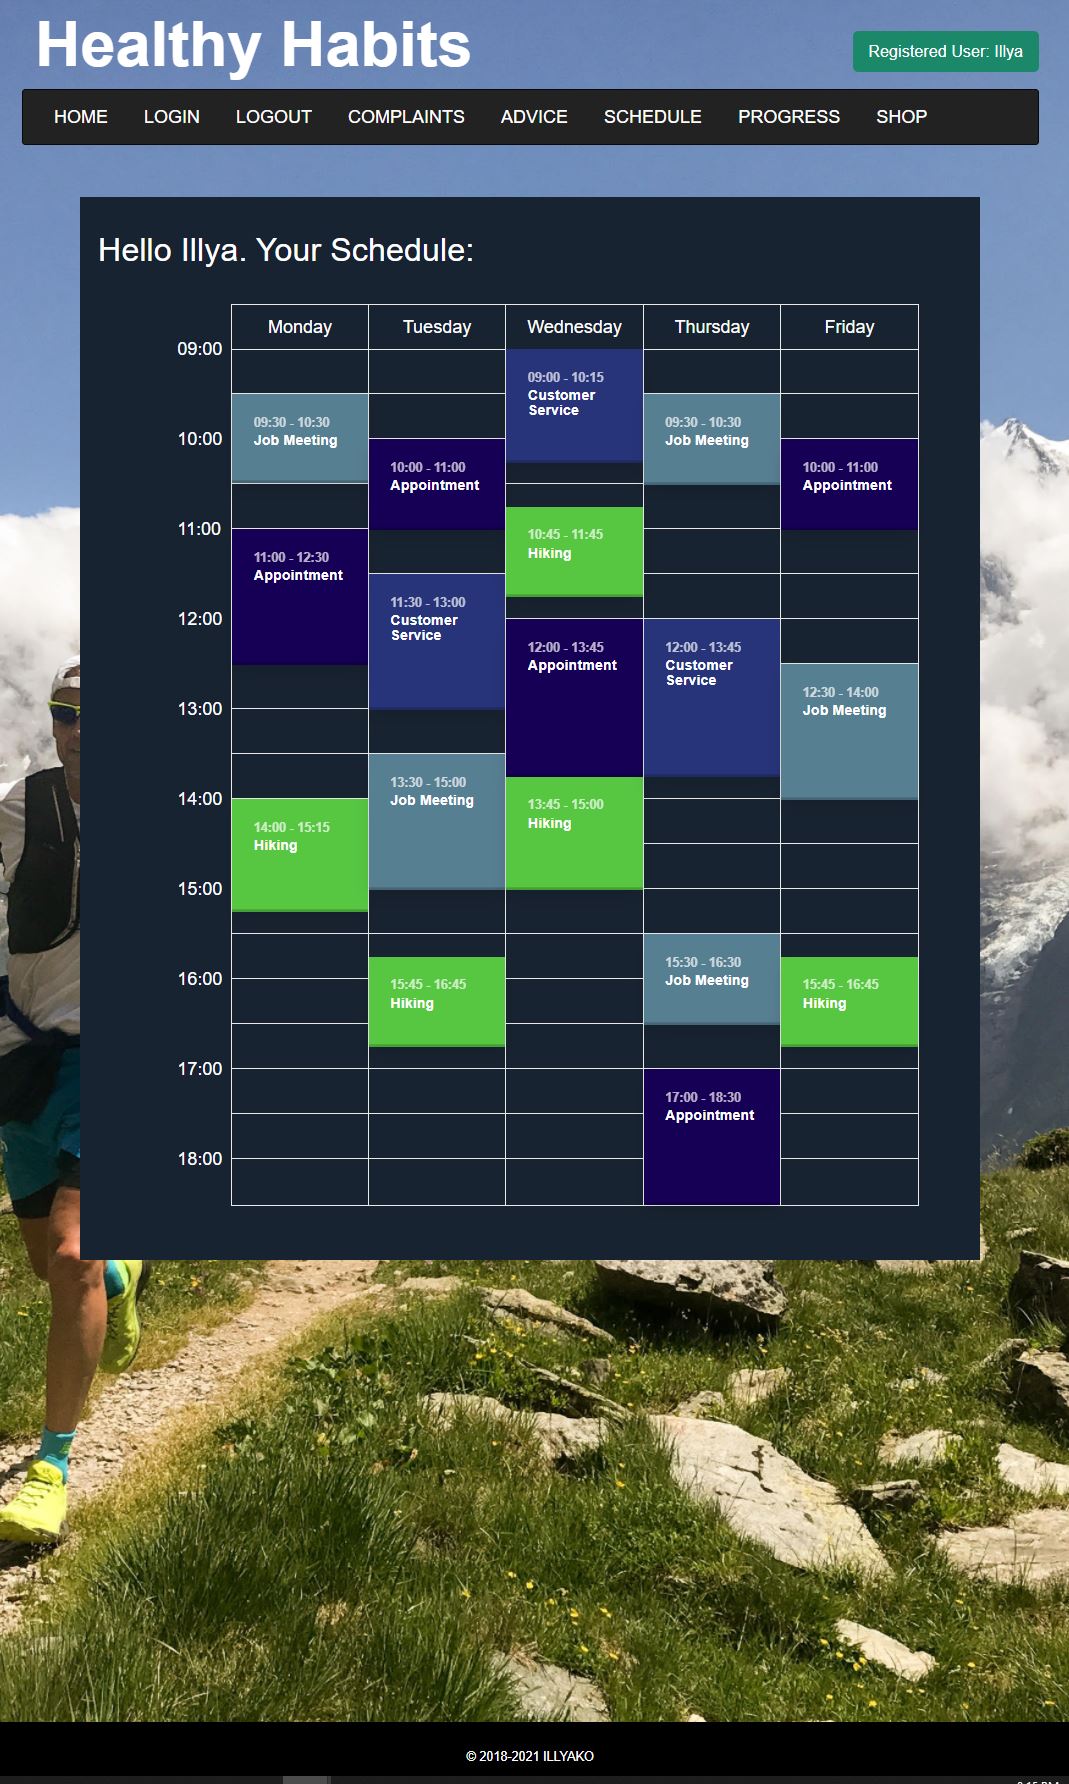 Healthy Habits
Registered User: Illya
HOME LOGIN LOGOUT COMPLAINTS ADVICE SCHEDULE PROGRESS SHOP
Hello Illya. Your Schedule:
Monday Tuesday Wednesday Thursday Friday
09:00
10:00
11:00
12:00
13:00
14:00
15:00
16:00
17:00
18:00
09:30 - 10:30
Job Meeting
11:00 - 12:30
Appointment
14:00 - 15:15
Hiking
10:00 - 11:00
Appointment
11:30 - 13:00
Customer
Service
13:30 - 15:00
Job Meeting
15:45 - 16:45
Hiking
09:00 - 10:15
Customer
Service
10:45 - 11:45
Hiking
12:00 - 13:45
Appointment
13:45 - 15:00
Hiking
09:30 - 10:30
Job Meeting
12:00 - 13:45
Customer
Service
15:30 - 16:30
Job Meeting
17:00 - 18:30
Appointment
10:00 - 11:00
Appointment
12:30 - 14:00
Job Meeting
15:45 - 16:45
Hiking
© 2018-2021 ILLYAKO